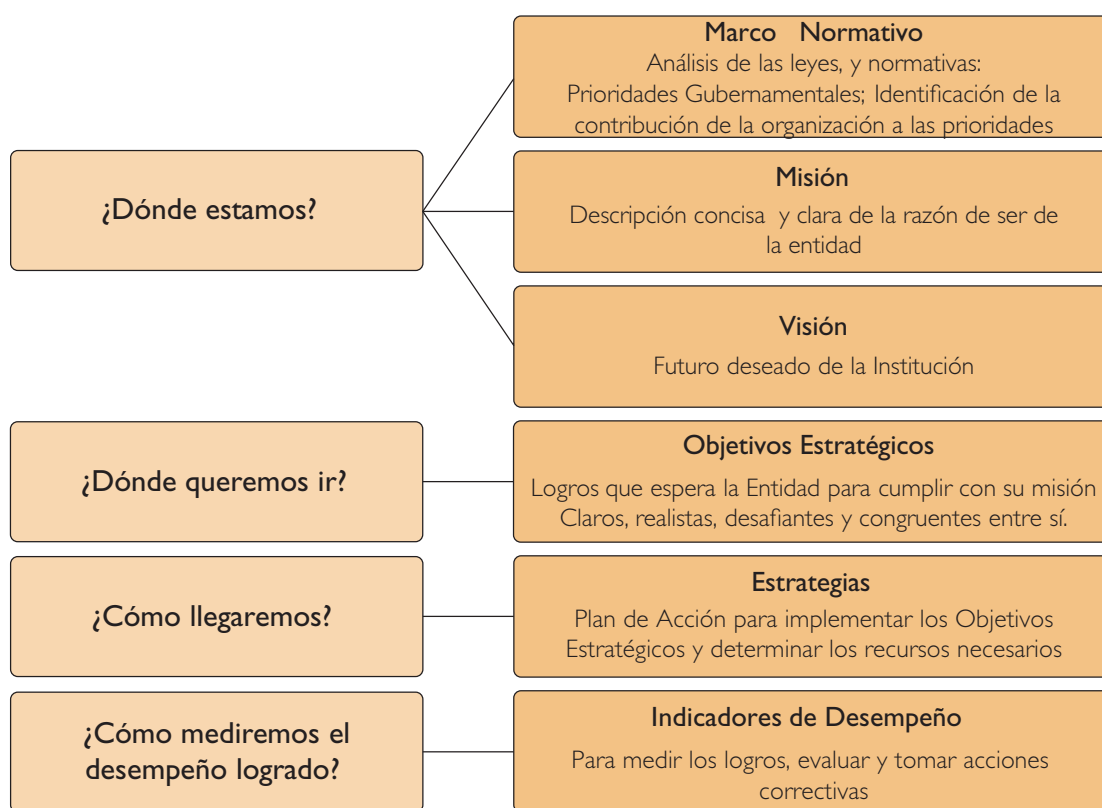 ¿Dónde estamos?
Marco Normativo
Análisis de las leyes, y normativas:
Prioridades Gubernamentales; Identificación de la
contribución de la organización a las prioridades
Misión
Descripción concisa y clara de la razón de ser de
la entidad
Visión
Futuro deseado de la Institución
¿Dónde queremos ir?
Objetivos Estratégicos
Logros que espera la Entidad para cumplir con su misión
Claros, realistas, desafiantes y congruentes entre sí.
¿Cómo llegaremos?
Estrategias
Plan de Acción para implementar los Objetivos
Estratégicos y determinar los recursos necesarios
¿Cómo mediremos el
desempeño logrado?
Indicadores de Desempeño
Para medir los logros, evaluar y tomar acciones
correctivas